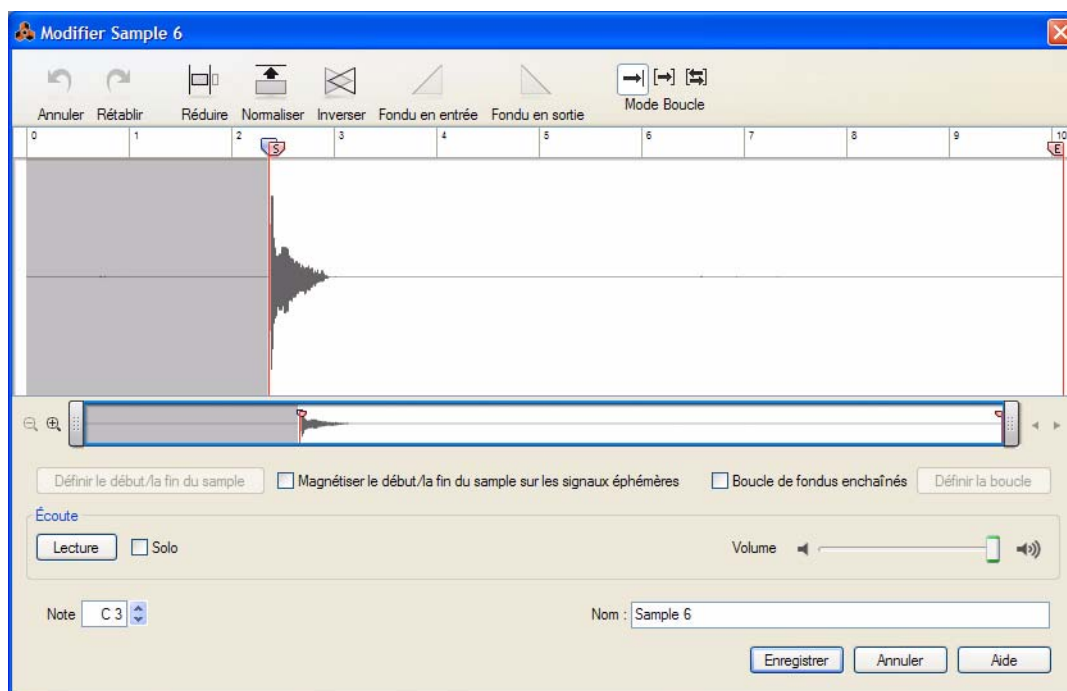 Modifier Sample 6
Annuler Rétablir Réduire Normaliser Inverser Fondu en entrée Fondu en sortie Mode Boucle
0 1 2 3 4 5 6 7 8 9 10
S E
Définir le début/la fin du sample Magnétiser le début/la fin du sample sur les signaux éphémères Boucle de fondus enchaînés Définir la boucle
Écoute
Lecture Solo Volume
Note C 3 Nom : Sample 6
Enregistrer Annuler Aide